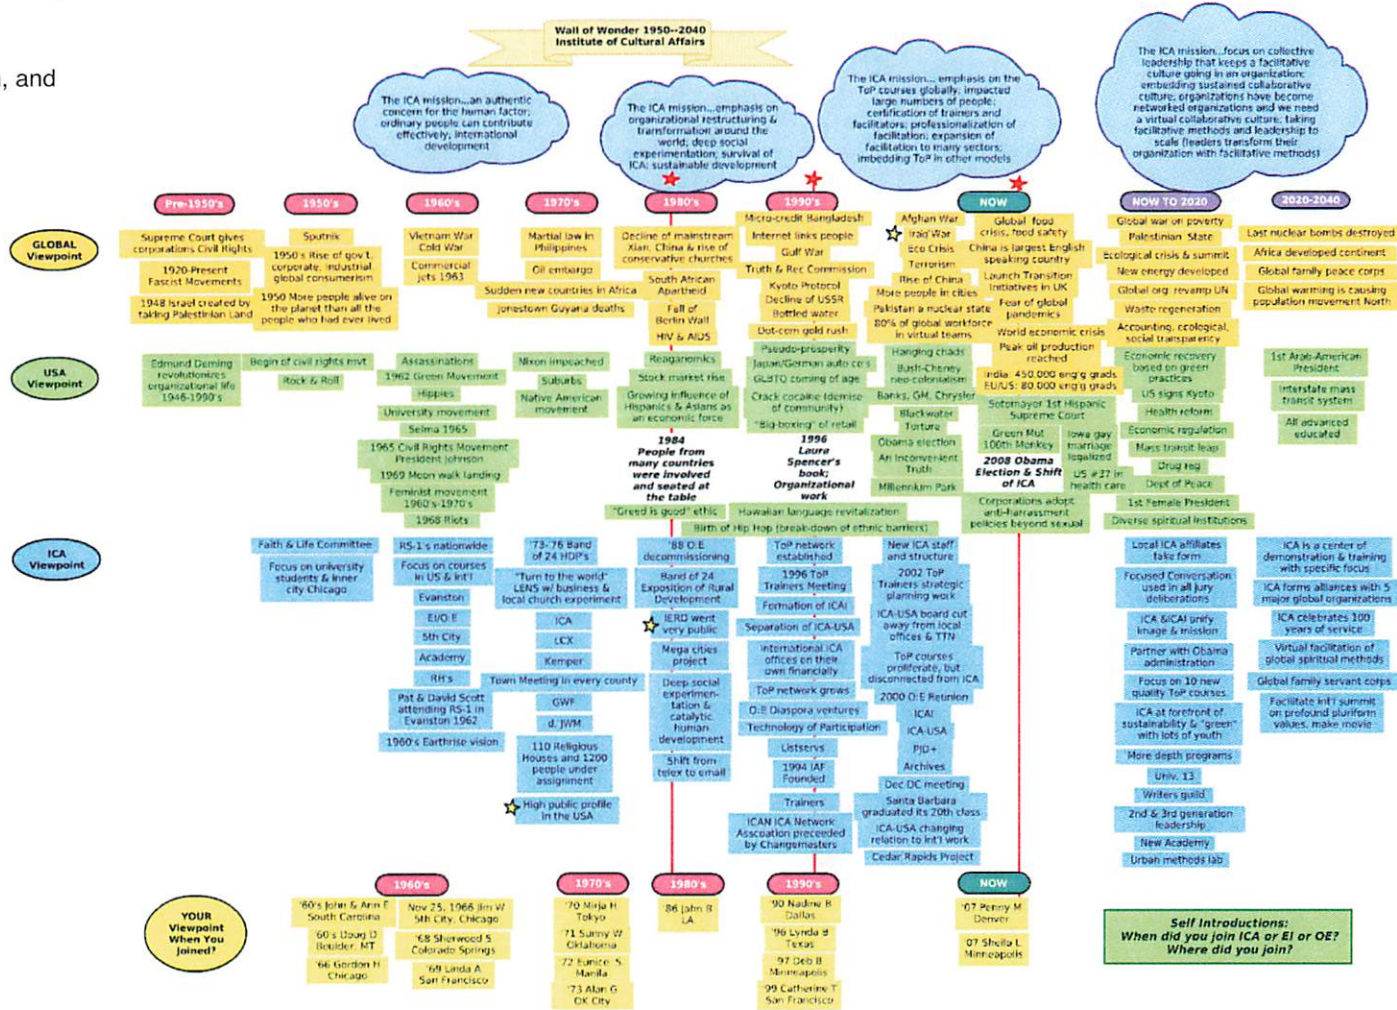 n, and
Wall of Wonder 1950--2040
Institute of Cultural Affairs
The ICA mission...an authentic
concern for the human factor;
ordinary people can contribute
effectively; international
development
The ICA mission...emphasis on
organizational restructuring &
transformation around the
world; deep social
experimentation; survival of
ICA; sustainable development
The ICA mission... emphasis on the
ToP courses globally; impacted
large numbers of people;
certification of trainers and
facilitators; professionalization of
facilitation; expansion of
facilitation to many sectors;
imbedding ToP in other models
The ICA mission...focus on collective
leadership that keeps a facilitative
culture going in an organization;
embedding sustained collaborative
culture; organizations have become
networked organizations and we need
a virtual collaborative culture; taking
facilitative methods and leadership to
scale (leaders transform their
organization with facilitative methods)
Pre-1950's
1950's
1960's
1970's
1980's
1990's
NOW
NOW TO 2020
2020-2040
GLOBAL
Viewpoint
Supreme Court gives
corporations Civil Rights
1920-Present
Fascist Movements
1948 Israel created by
taking Palestinian Land
Sputnik
1950's Rise of gov't,
corporate, industrial,
global consumerism
1950 More people alive on
the planet than all the
people who had ever lived
Vietnam War
Cold War
Commercial
jets 1963
Martial law in
Philippines
Oil embargo
Sudden new countries in Africa
Jonestown Guyana deaths
Decline of mainstream
Xian, China & rise of
conservative churches
South African
Apartheid
Fall of
Berlin Wall
HIV & AIDS
Micro-credit Bangladesh
Internet links people
Gulf War
Truth & Rec Commission
Kyoto Protocol
Decline of USSR
Bottled water
Dot-com gold rush
Afghan War
Iraq War
Eco Crisis
Terrorism
Rise of China
More people in cities
Pakistan a nuclear state
80% of global workforce
in virtual teams
Global food
crisis, food safety
China is largest English
speaking country
Launch Transition
Initiatives in UK
Fear of global
pandemics
World economic crisis
Peak oil production
reached
India: 450,000 eng'g grads
EU/US: 80,000 eng'g grads
Global war on poverty
Palestinian State
Ecological crisis & summit
New energy developed
Global org. revamp UN
Waste regeneration
Accounting, ecological,
social transparency
Last nuclear bombs destroyed
Africa developed continent
Global family peace corps
Global warming is causing
population movement North
USA
Viewpoint
Edmund Deming
revolutionizes
organizational life
1946-1990's
Begin of civil rights mvt
Rock & Roll
Assassinations
1962 Green Movement
Hippies
University movement
Selma 1965
1965 Civil Rights Movement
President Johnson
1969 Moon walk landing
Feminist movement
1960's-1970's
1968 Riots
Nixon impeached
Suburbs
Native American
movement
Reaganomics
Stock market rise
Growing influence of
Hispanics & Asians as
an economic force
1984
People from
many countries
were involved
and seated at
the table
"Greed is good" ethic
Pseudo-prosperity
Japan/German auto co's
GLBTQ coming of age
Crack cocaine (demise
of community)
"Big-boxing" of retail
1996
Laura
Spencer's
book;
Organizational
work
Hawaiian language revitalization
Birth of Hip Hop (break-down of ethnic barriers)
Hanging chads
Bush-Cheney
neo-colonialism
Banks, GM, Chrysler
Blackwater
Torture
Obama election
An Inconvenient
Truth
Millennium Park
Sotomayor 1st Hispanic
Supreme Court
Green Mvt
100th Monkey
Iowa gay
marriage
legalized
2008 Obama
Election & Shift
of ICA
US #37 in
health care
Corporations adopt
anti-harrassment
policies beyond sexual
Economic recovery
based on green
practices
US signs Kyoto
Health reform
Economic regulation
Mass transit leap
Drug reg
Dept of Peace
1st Female President
Diverse spiritual institutions
1st Arab-American
President
Interstate mass
transit system
All advanced
educated
ICA
Viewpoint
Faith & Life Committee
Focus on university
students & inner
city Chicago
RS-1's nationwide
Focus on courses
in US & int'l
Evanston
EI/O:E
5th City
Academy
RH's
Pat & David Scott
attending RS-1 in
Evanston 1962
1960's Earthrise vision
'73-'76 Band
of 24 HDP's
"Turn to the world"
LENS w/ business &
local church experiment
ICA
LCX
Kemper
Town Meeting in every county
GWF
d. JWM
110 Religious
Houses and 1200
people under
assignment
High public profile
in the USA
'88 O:E
decommissioning
Band of 24
Exposition of Rural
Development
IERD went
very public
Mega cities
project
Deep social
experimen-
tation &
catalytic
human
development
Shift from
telex to email
ToP network
established
1996 ToP
Trainers Meeting
Formation of ICAI
Separation of ICA-USA
International ICA
offices on their
own financially
ToP network grows
O:E Diaspora ventures
Technology of Participation
Listservs
1994 IAF
Founded
Trainers
ICAN ICA Network
Asscoation preceeded
by Changemasters
New ICA staff
and structure
2002 ToP
Trainers strategic
planning work
ICA-USA board cut
away from local
offices & TTN
ToP courses
proliferate, but
disconnected from ICA
2000 O:E Reunion
ICAI
ICA-USA
PJD+
Archives
Dec DC meeting
Santa Barbara
graduated its 20th class
ICA-USA changing
relation to int'l work
Cedar Rapids Project
Local ICA affiliates
take form
Focused Conversation
used in all jury
deliberations
ICA &ICAI unify
image & mission
Partner with Obama
administration
Focus on 10 new
quality ToP courses
ICA at forefront of
sustainability & "green"
with lots of youth
More depth programs
Univ. 13
Writers guild
2nd & 3rd generation
leadership
New Academy
Urban methods lab
ICA is a center of
demonstration & training
with specific focus
ICA forms alliances with 5
major global organizations
ICA celebrates 100
years of service
Virtual facilitation of
global spiritual methods
Global family servant corps
Facilitate int'l summit
on profound pluriform
values, make movie
1960's
1970's
1980's
1990's
NOW
YOUR
Viewpoint
When You
Joined?
'60's John & Ann E
South Carolina
'60's Doug D
Boulder, MT
'66 Gordon H
Chicago
Nov 25, 1966 Jim W
5th City, Chicago
'68 Sherwood S
Colorado Springs
'69 Linda A
San Francisco
'70 Mirja H
Tokyo
'71 Sunny W
Oklahoma
'72 Eunice S.
Manila
'73 Alan G
OK City
'86 Jahn B
LA
'90 Nadine B
Dallas
'96 Lynda B
Texas
'97 Deb B
Minneapolis
'99 Catherine T
San Francisco
'07 Penny M
Denver
'07 Sheila L
Minneapolis
Self Introductions:
When did you join ICA or EI or OE?
Where did you join?